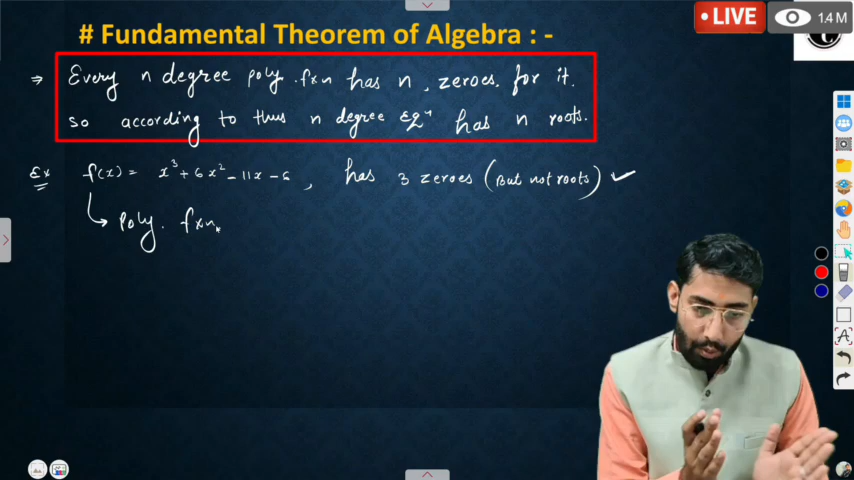 # Fundamental Theorem of Algebra : -
LIVE
1.4 M
⇒ Every n degree poly. fxn has n, zeroes. for it.
so according to thus n degree Eqⁿ has n roots.
Ex f(x) = x³ + 6x² - 11x - 6 , has 3 zeroes (But not roots) ✓
↳ Poly. fxn